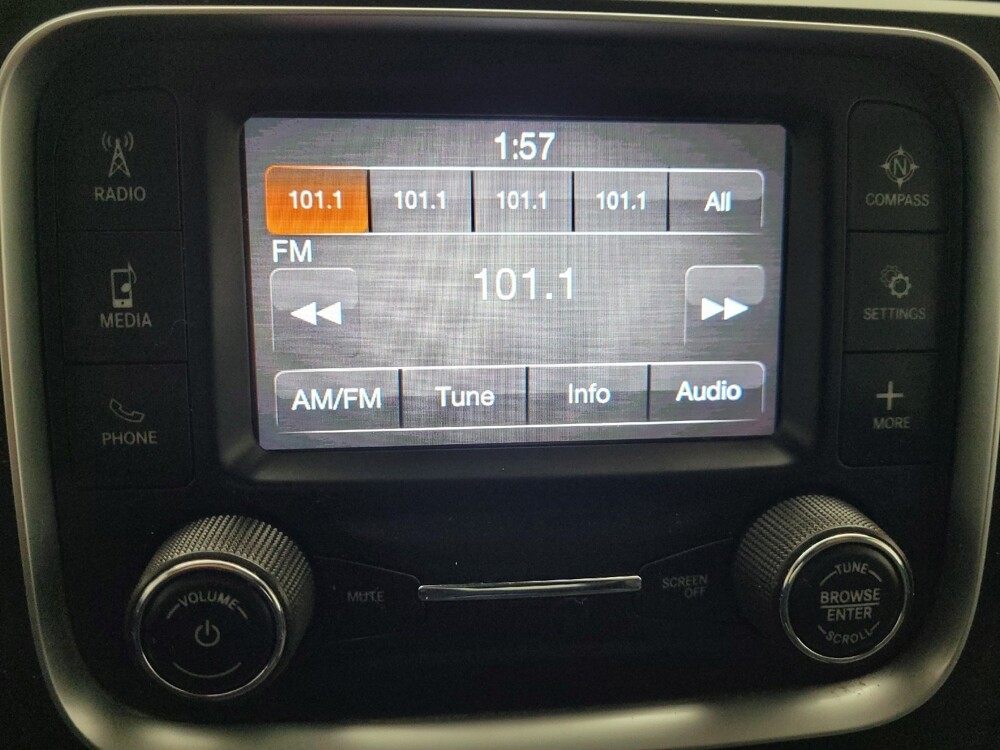 1:57
101.1 101.1 101.1 101.1 All
FM
101.1
AM/FM Tune Info Audio
RADIO
MEDIA
PHONE
N
COMPASS
SETTINGS
MORE
VOLUME
MUTE
SCREEN
OFF
TUNE
BROWSE
ENTER
SCROLL